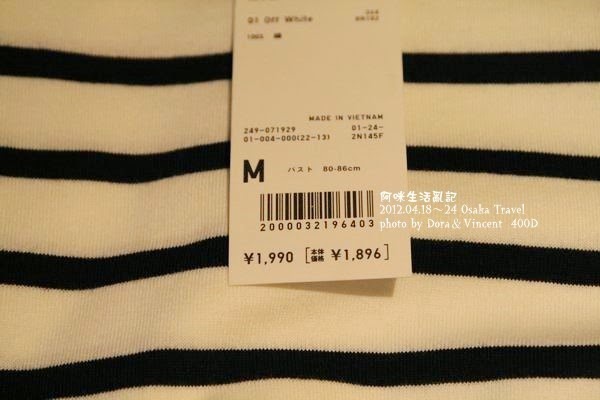 01 Off White
100% 綿
MADE IN VIETNAM
249-071929 01-24-
01-004-000(22-13) 2N145F
M バスト 80-86cm
2000032196403
¥1,990 [本体価格 ¥1,896]
阿咪生活亂記
2012.04.18~24 Osaka Travel
photo by Dora & Vincent 400D